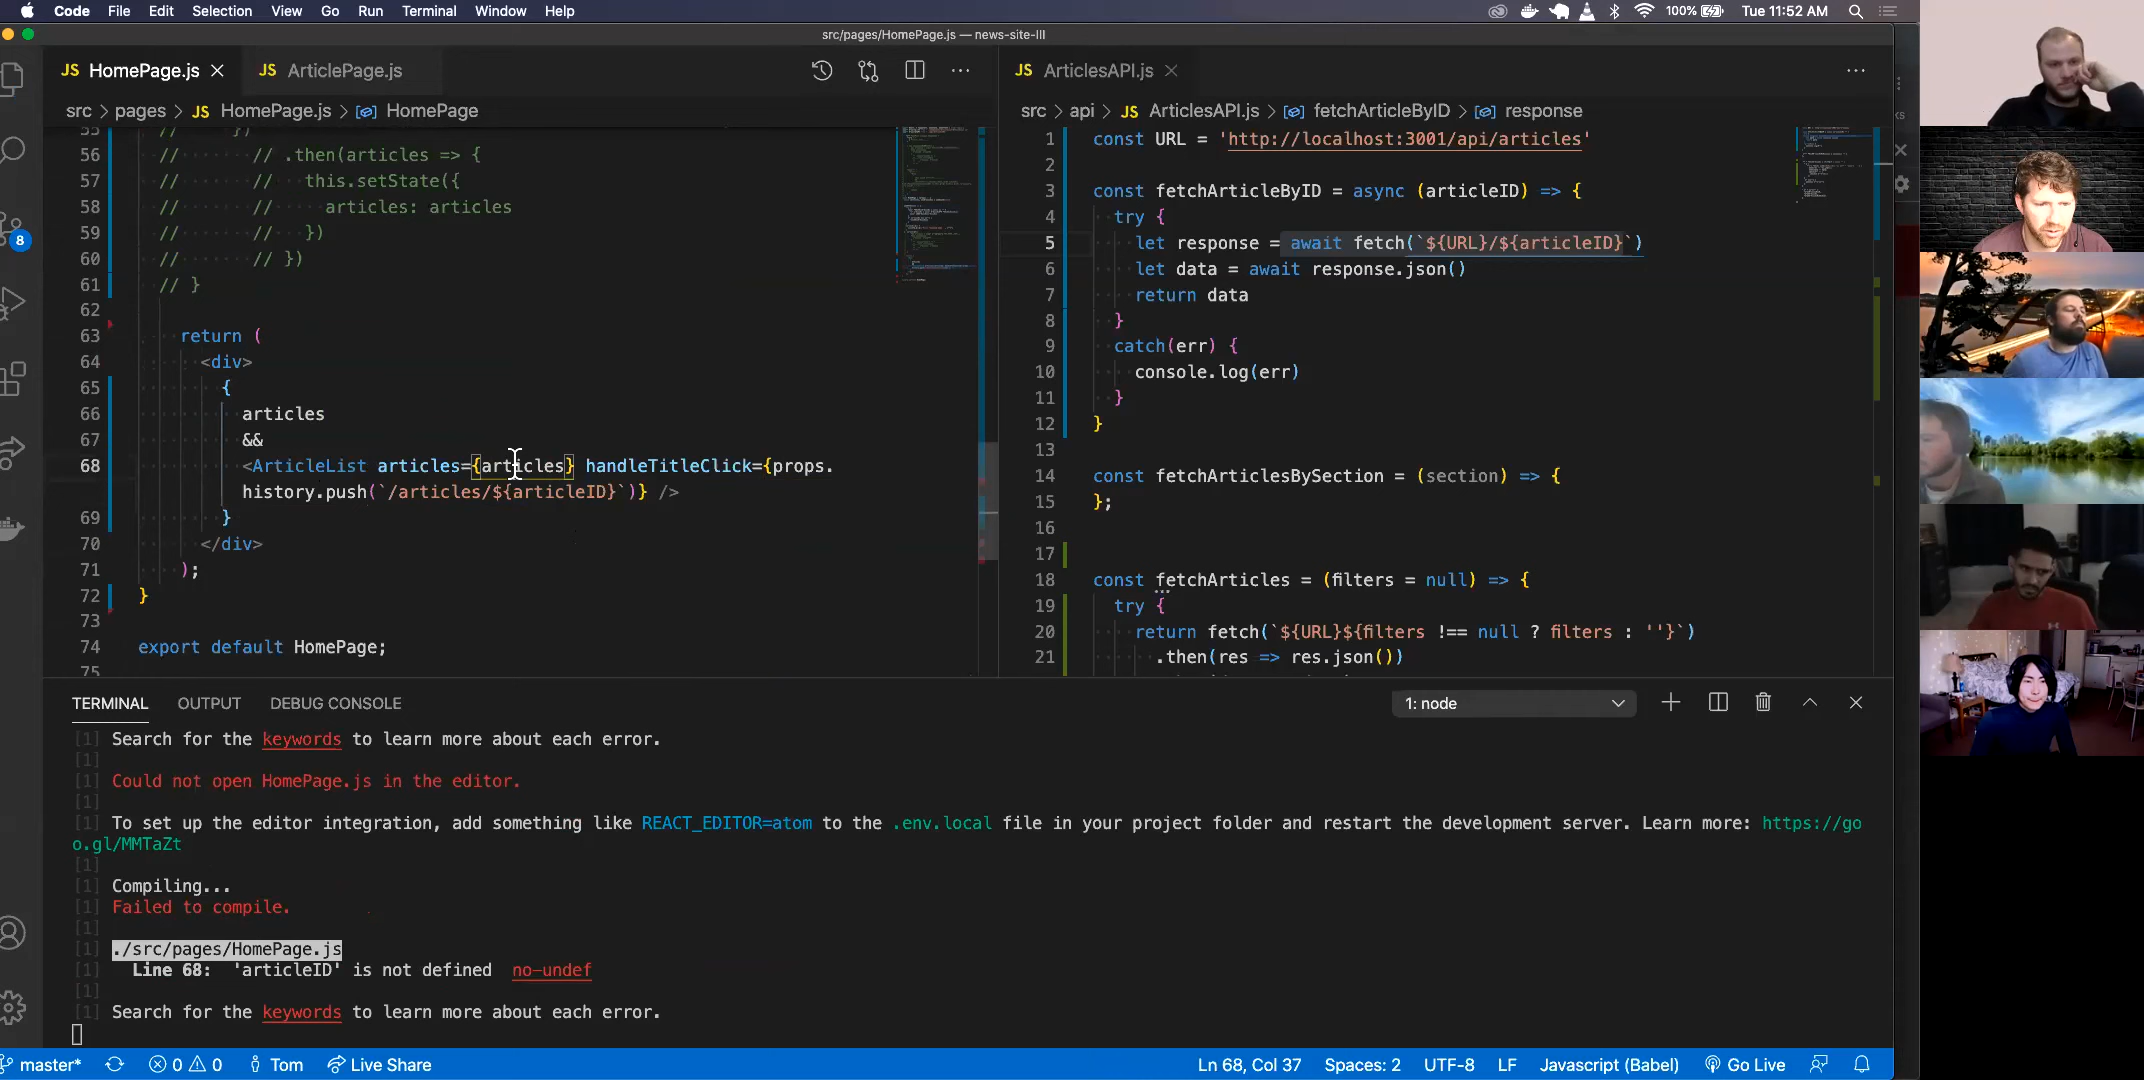 Code File Edit Selection View Go Run Terminal Window Help 100% Tue 11:52 AM
src/pages/HomePage.js — news-site-III
JS HomePage.js JS ArticlePage.js
src > pages > JS HomePage.js > HomePage
55 // })
56 // // .then(articles => {
57 // // this.setState({
58 // // articles: articles
59 // // })
60 // // })
61 // }
62
63 return (
64 <div>
65 {
66 articles
67 &&
68 <ArticleList articles={articles} handleTitleClick={props.
history.push(`/articles/${articleID}`)} />
69 }
70 </div>
71 );
72 }
73
74 export default HomePage;
75
JS ArticlesAPI.js
src > api > JS ArticlesAPI.js > fetchArticleByID > response
1 const URL = 'http://localhost:3001/api/articles'
2
3 const fetchArticleByID = async (articleID) => {
4 try {
5 let response = await fetch(`${URL}/${articleID}`)
6 let data = await response.json()
7 return data
8 }
9 catch(err) {
10 console.log(err)
11 }
12 }
13
14 const fetchArticlesBySection = (section) => {
15 };
16
17
18 const fetchArticles = (filters = null) => {
19 try {
20 return fetch(`${URL}${filters !== null ? filters : ''}`)
21 .then(res => res.json())
8
TERMINAL OUTPUT DEBUG CONSOLE 1: node
[1] Search for the keywords to learn more about each error.
[1]
[1] Could not open HomePage.js in the editor.
[1]
[1] To set up the editor integration, add something like REACT_EDITOR=atom to the .env.local file in your project folder and restart the development server. Learn more: https://go
o.gl/MMTaZt
[1]
[1] Compiling...
[1] Failed to compile.
[1]
[1] ./src/pages/HomePage.js
[1] Line 68: 'articleID' is not defined no-undef
[1]
[1] Search for the keywords to learn more about each error.
master* 0 0 Tom Live Share Ln 68, Col 37 Spaces: 2 UTF-8 LF Javascript (Babel) Go Live